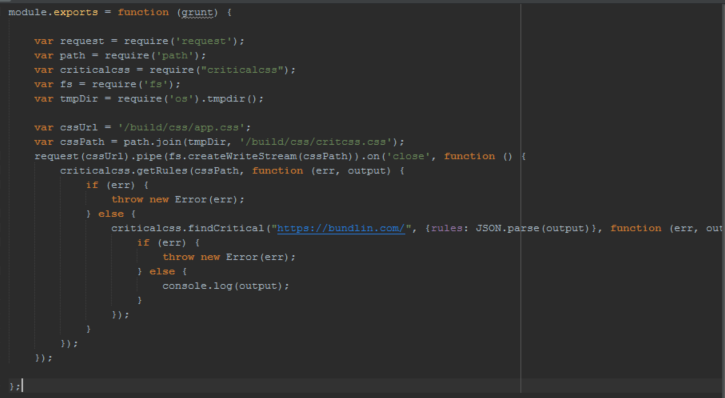 module.exports = function (grunt) {
var request = require('request');
var path = require('path');
var criticalcss = require("criticalcss");
var fs = require('fs');
var tmpDir = require('os').tmpdir();
var cssUrl = '/build/css/app.css';
var cssPath = path.join(tmpDir, '/build/css/critcss.css');
request(cssUrl).pipe(fs.createWriteStream(cssPath)).on('close', function () {
criticalcss.getRules(cssPath, function (err, output) {
if (err) {
throw new Error(err);
} else {
criticalcss.findCritical("https://bundlin.com/", {rules: JSON.parse(output)}, function (err, out
if (err) {
throw new Error(err);
} else {
console.log(output);
}
});
}
});
});
};